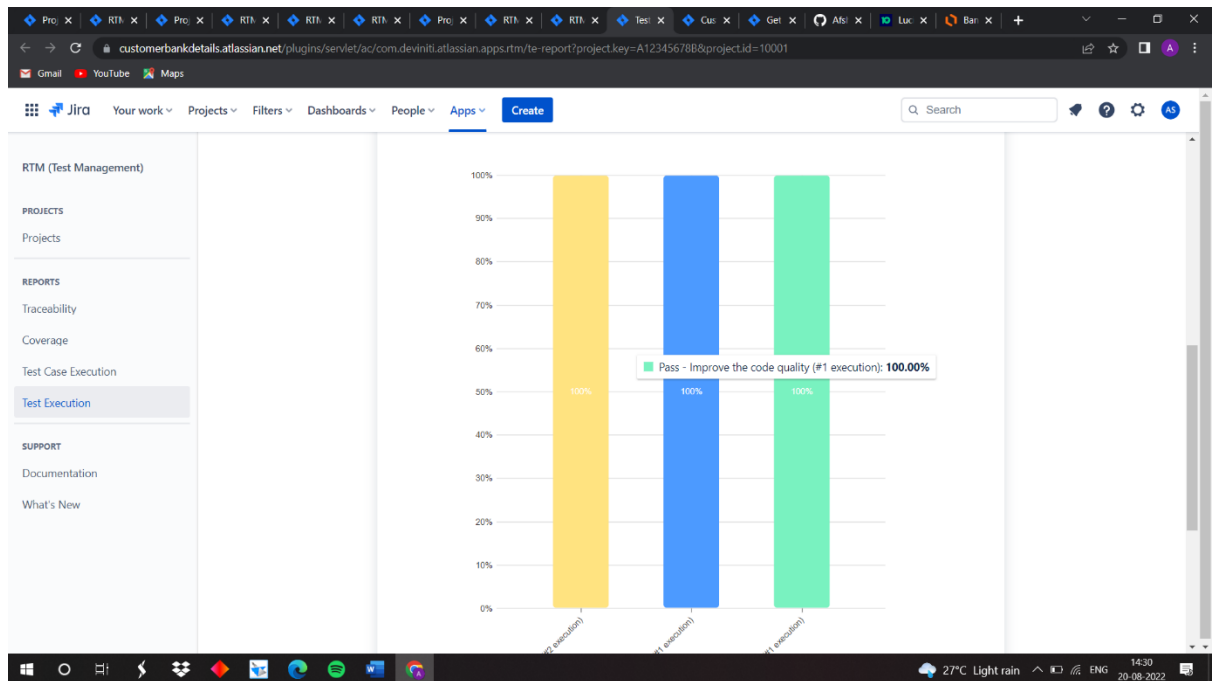 Proj RTM Proj RTM RTM RTM Proj RTM RTM Test Cus Get Afsl Luc Ban
customerbankdetails.atlassian.net/plugins/servlet/ac/com.deviniti.atlassian.apps.rtm/te-report?project.key=A12345678B&project.id=10001
A
Gmail YouTube Maps
Jira Your work Projects Filters Dashboards People Apps Create Search AS
RTM (Test Management)
PROJECTS
Projects
REPORTS
Traceability
Coverage
Test Case Execution
Test Execution
SUPPORT
Documentation
What's New
100%
90%
80%
70%
60%
50%
40%
30%
20%
10%
0%
Pass - Improve the code quality (#1 execution): 100.00%
100% 100% 100%
#2 execution) #1 execution) #1 execution)
27°C Light rain ENG 14:30
20-08-2022